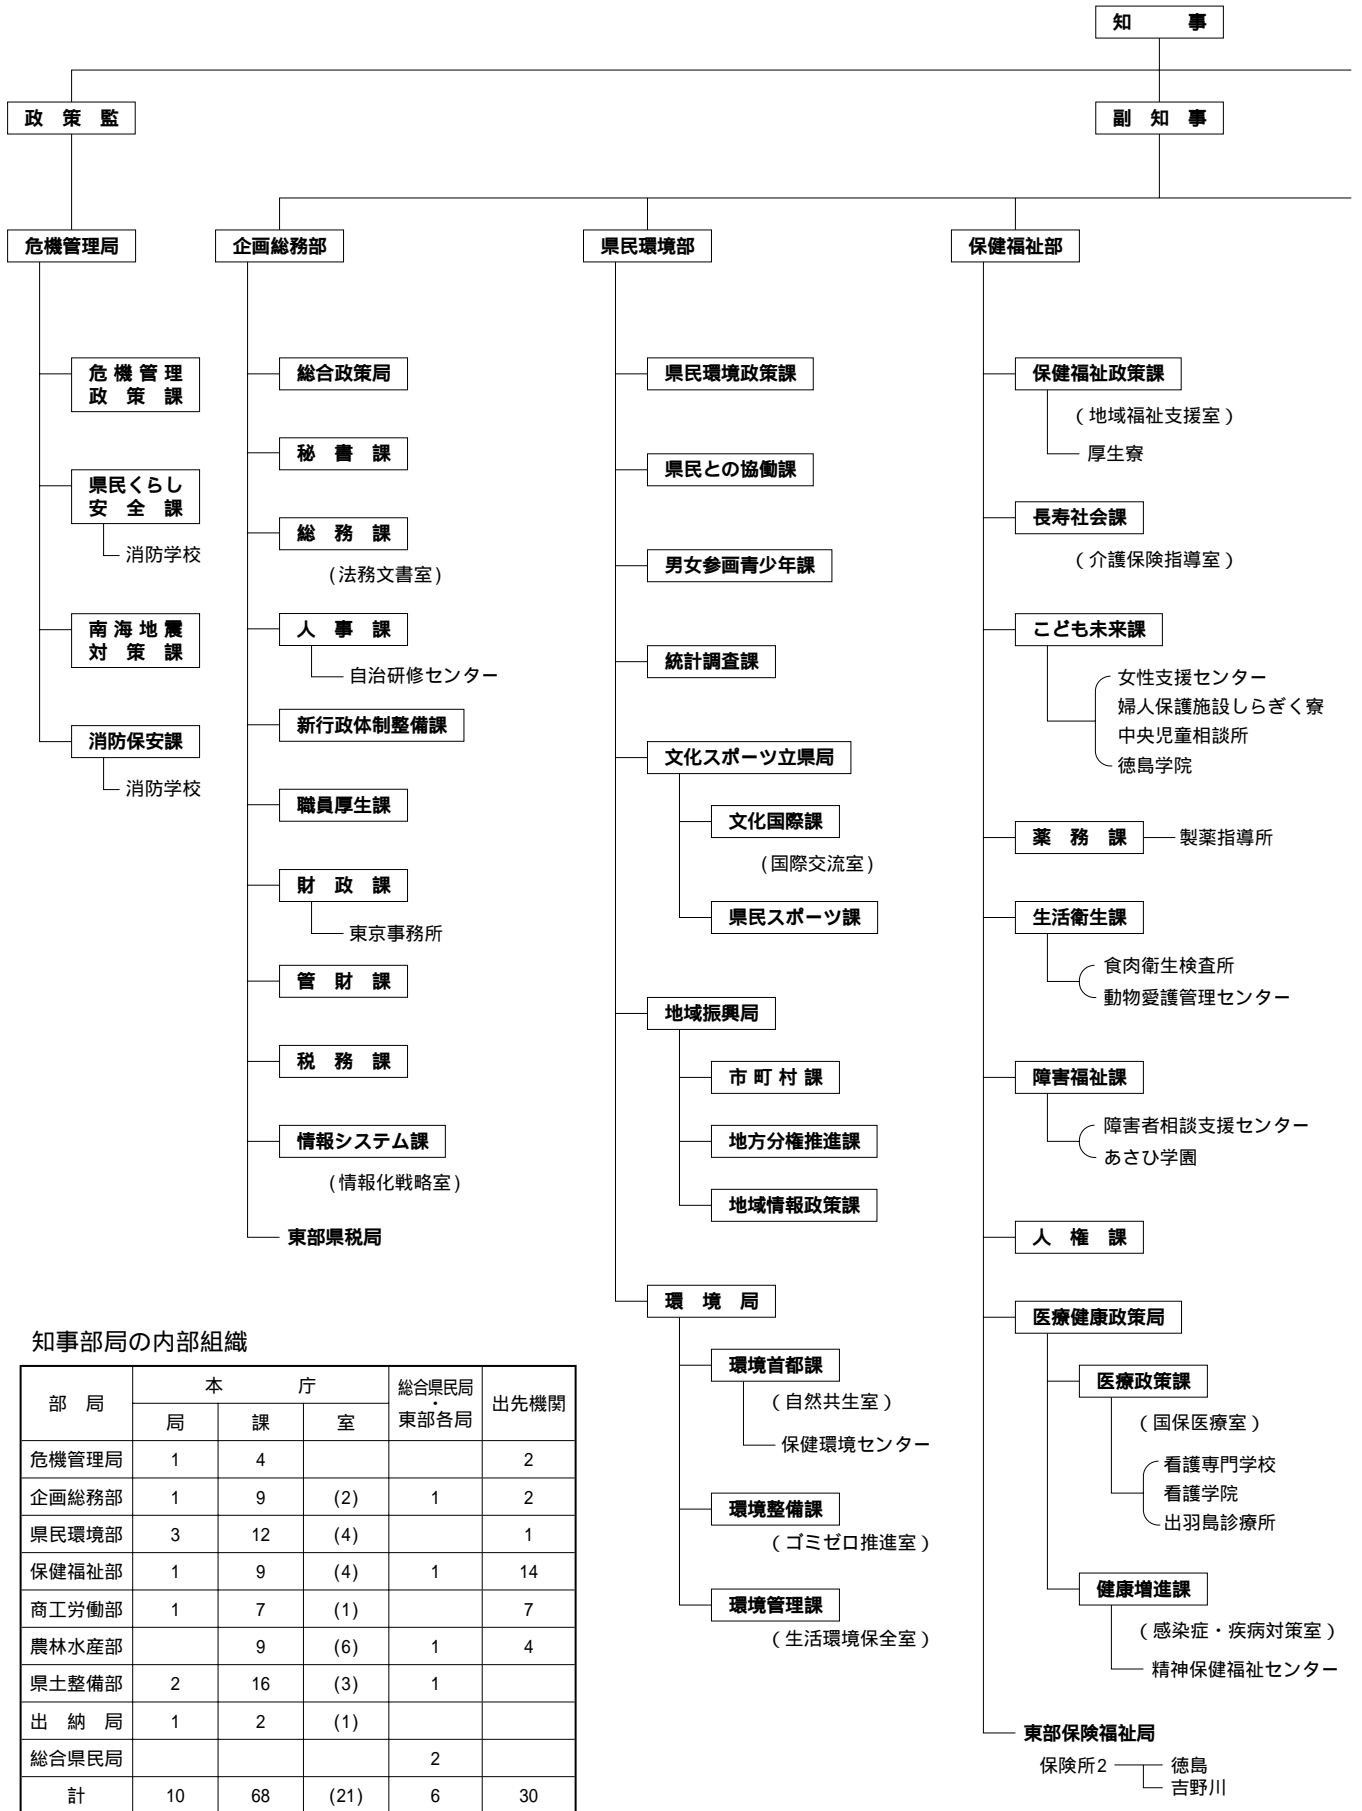 知事
政策監
副知事
危機管理局
企画総務部
県民環境部
保健福祉部
危機管理
政策課
県民くらし
安全課
消防学校
南海地震
対策課
消防保安課
消防学校
総合政策局
秘書課
総務課
(法務文書室)
人事課
自治研修センター
新行政体制整備課
職員厚生課
財政課
東京事務所
管財課
税務課
情報システム課
(情報化戦略室)
東部県税局
県民環境政策課
県民との協働課
男女参画青少年課
統計調査課
文化スポーツ立県局
文化国際課
(国際交流室)
県民スポーツ課
地域振興局
市町村課
地方分権推進課
地域情報政策課
環境局
環境首都課
(自然共生室)
保健環境センター
環境整備課
(ゴミゼロ推進室)
環境管理課
(生活環境保全室)
保健福祉政策課
(地域福祉支援室)
厚生寮
長寿社会課
(介護保険指導室)
こども未来課
女性支援センター
婦人保護施設しらぎく寮
中央児童相談所
徳島学院
薬務課 製薬指導所
生活衛生課
食肉衛生検査所
動物愛護管理センター
障害福祉課
障害者相談支援センター
あさひ学園
人権課
医療健康政策局
医療政策課
(国保医療室)
看護専門学校
看護学院
出羽島診療所
健康増進課
(感染症・疾病対策室)
精神保健福祉センター
東部保険福祉局
保険所2 徳島
吉野川
知事部局の内部組織
部局 本庁 総合県民局・東部各局 出先機関
局 課 室
危機管理局 1 4 2
企画総務部 1 9 (2) 1 2
県民環境部 3 12 (4) 1
保健福祉部 1 9 (4) 1 14
商工労働部 1 7 (1) 7
農林水産部 9 (6) 1 4
県土整備部 2 16 (3) 1
出納局 1 2 (1)
総合県民局 2
計 10 68 (21) 6 30